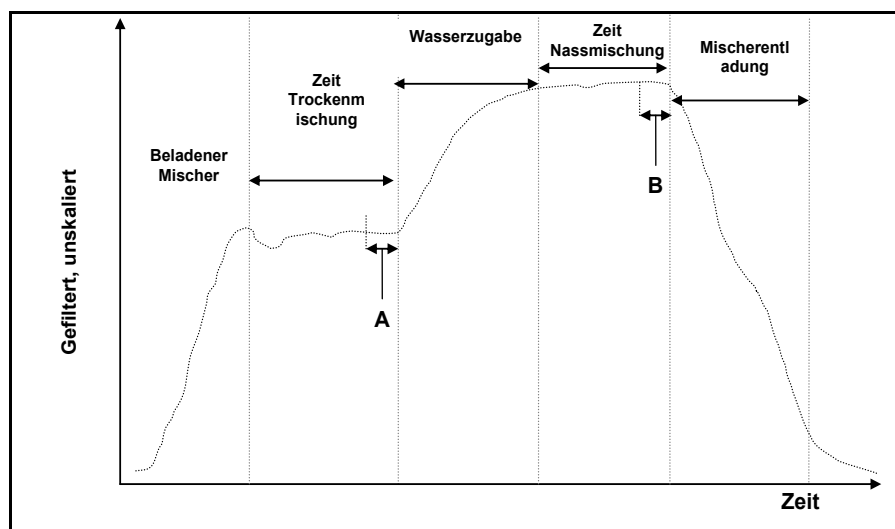 Gefiltert, unskaliert
Beladener
Mischer
Zeit
Trockenm
ischung
Wasserzugabe
Zeit
Nassmischung
Mischerentl
adung
A
B
Zeit